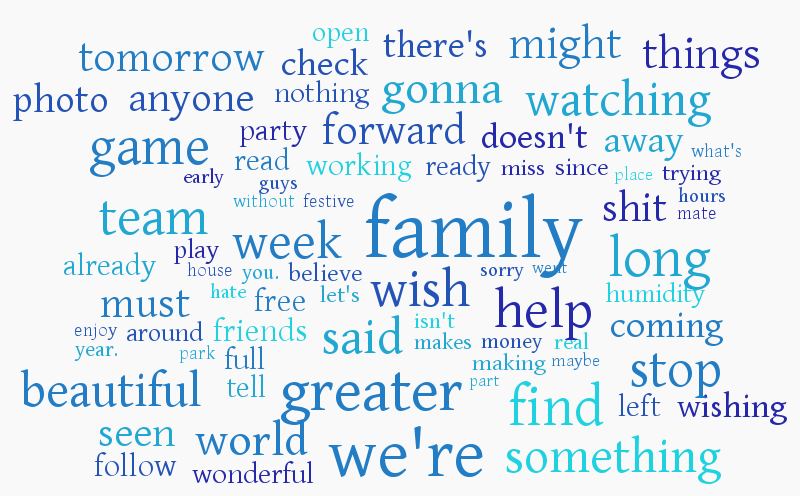 open
tomorrow check there's might things
photo anyone nothing gonna watching
game party forward doesn't away what's
early read working ready miss since place trying
guys
without festive family shit hours
mate
team week long
already play
house you. believe sorry went
hate let's wish humidity
must free help
enjoy around friends said isn't coming
year. makes money real
park full making maybe stop
beautiful tell greater part find left wishing
seen world we're something
follow wonderful